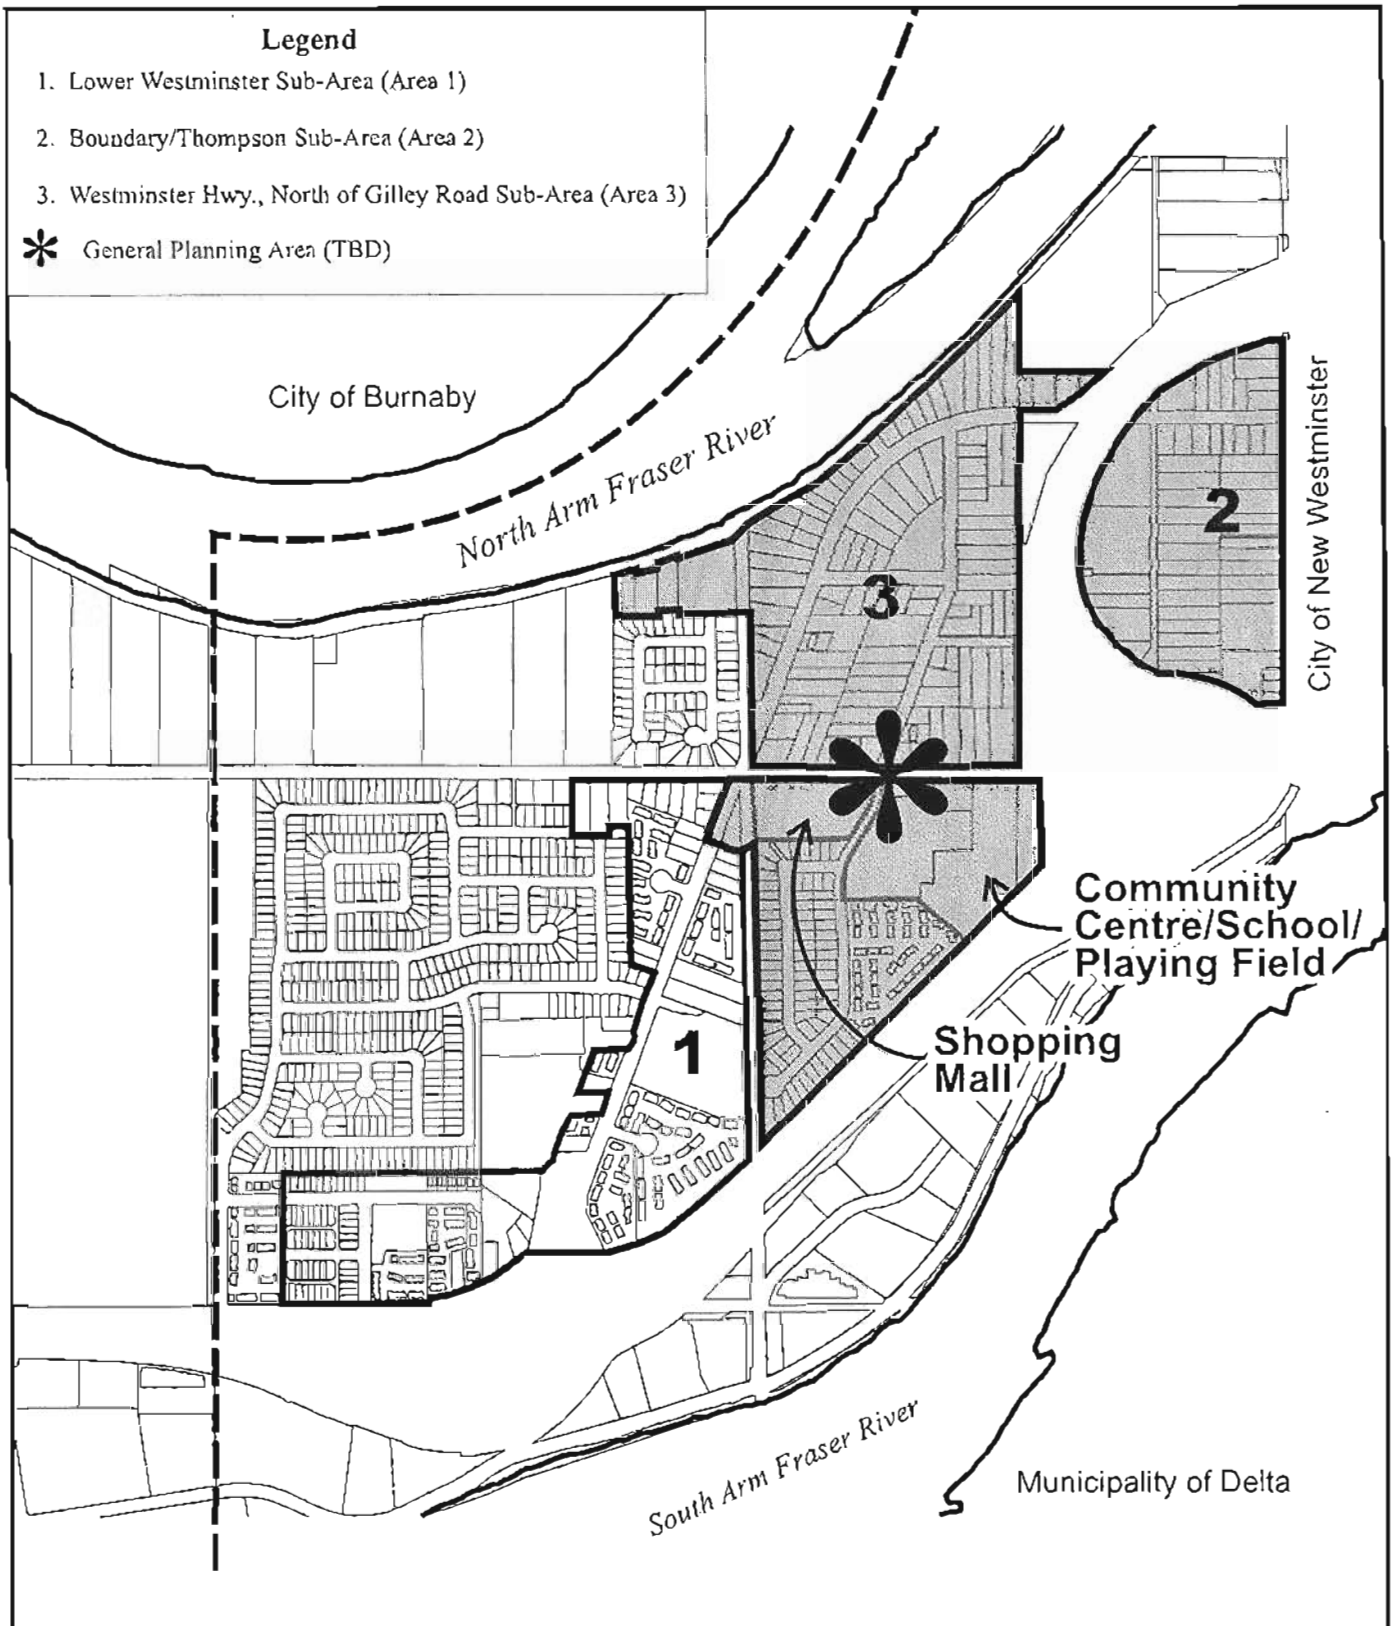 Legend
1. Lower Westminster Sub-Area (Area 1)
2. Boundary/Thompson Sub-Area (Area 2)
3. Westminster Hwy., North of Gilley Road Sub-Area (Area 3)
General Planning Area (TBD)
City of Burnaby
North Arm Fraser River
City of New Westminster
2
3
1
Community
Centre/School/
Playing Field
Shopping
Mall
South Arm Fraser River
Municipality of Delta